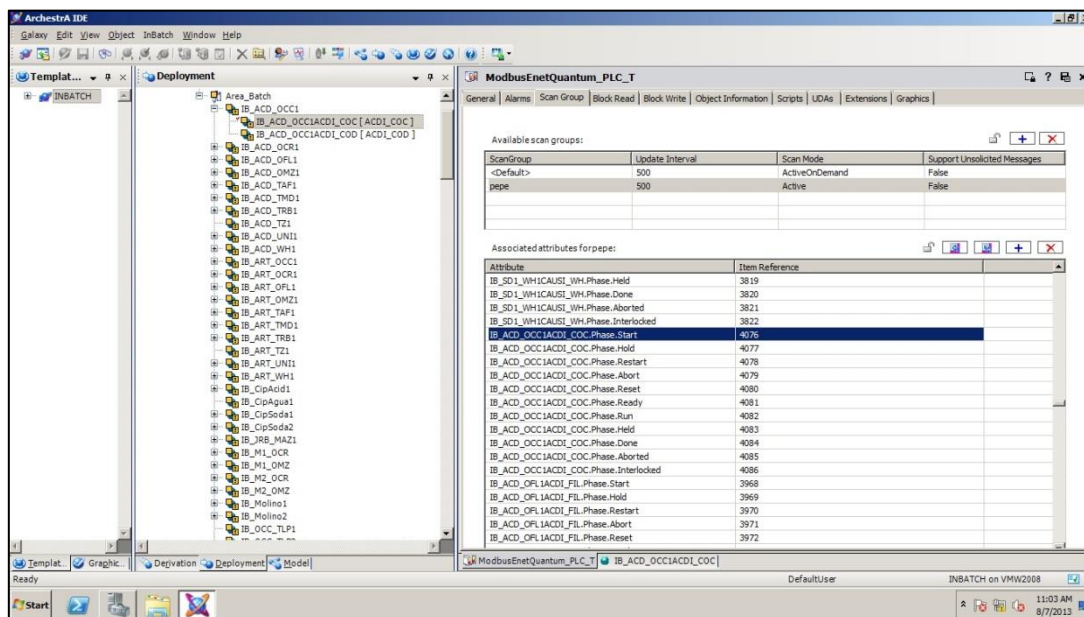 ArchestrA IDE
Galaxy Edit View Object InBatch Window Help
Templat...
INBATCH
Deployment
Area_Batch
IB_ACD_OCC1
IB_ACD_OCC1ACDI_COC [ ACDI_COC ]
IB_ACD_OCC1ACDI_COD [ ACDI_COD ]
IB_ACD_OCR1
IB_ACD_OFL1
IB_ACD_OMZ1
IB_ACD_TAF1
IB_ACD_TMD1
IB_ACD_TRB1
IB_ACD_TZ1
IB_ACD_UNI1
IB_ACD_WH1
IB_ART_OCC1
IB_ART_OCR1
IB_ART_OFL1
IB_ART_OMZ1
IB_ART_TAF1
IB_ART_TMD1
IB_ART_TRB1
IB_ART_TZ1
IB_ART_UNI1
IB_ART_WH1
IB_CipAcid1
IB_CipAgua1
IB_CipSoda1
IB_CipSoda2
IB_JRB_MAZ1
IB_M1_OCR
IB_M1_OMZ
IB_M2_OCR
IB_M2_OMZ
IB_Molino1
IB_Molino2
IB_OCC_TLP1
Templat... Graphic... Derivation Deployment Model
ModbusEnetQuantum_PLC_T
General Alarms Scan Group Block Read Block Write Object Information Scripts UDAs Extensions Graphics
Available scan groups:
ScanGroup Update Interval Scan Mode Support Unsolicited Messages
<Default> 500 ActiveOnDemand False
pepe 500 Active False
Associated attributes for pepe:
Attribute Item Reference
IB_SD1_WH1CAUSI_WH.Phase.Held 3819
IB_SD1_WH1CAUSI_WH.Phase.Done 3820
IB_SD1_WH1CAUSI_WH.Phase.Aborted 3821
IB_SD1_WH1CAUSI_WH.Phase.Interlocked 3822
IB_ACD_OCC1ACDI_COC.Phase.Start 4076
IB_ACD_OCC1ACDI_COC.Phase.Hold 4077
IB_ACD_OCC1ACDI_COC.Phase.Restart 4078
IB_ACD_OCC1ACDI_COC.Phase.Abort 4079
IB_ACD_OCC1ACDI_COC.Phase.Reset 4080
IB_ACD_OCC1ACDI_COC.Phase.Ready 4081
IB_ACD_OCC1ACDI_COC.Phase.Run 4082
IB_ACD_OCC1ACDI_COC.Phase.Held 4083
IB_ACD_OCC1ACDI_COC.Phase.Done 4084
IB_ACD_OCC1ACDI_COC.Phase.Aborted 4085
IB_ACD_OCC1ACDI_COC.Phase.Interlocked 4086
IB_ACD_OFL1ACDI_FIL.Phase.Start 3968
IB_ACD_OFL1ACDI_FIL.Phase.Hold 3969
IB_ACD_OFL1ACDI_FIL.Phase.Restart 3970
IB_ACD_OFL1ACDI_FIL.Phase.Abort 3971
IB_ACD_OFL1ACDI_FIL.Phase.Reset 3972
ModbusEnetQuantum_PLC_T IB_ACD_OCC1ACDI_COC
Ready DefaultUser INBATCH on VMW2008
Start 11:03 AM
8/7/2013